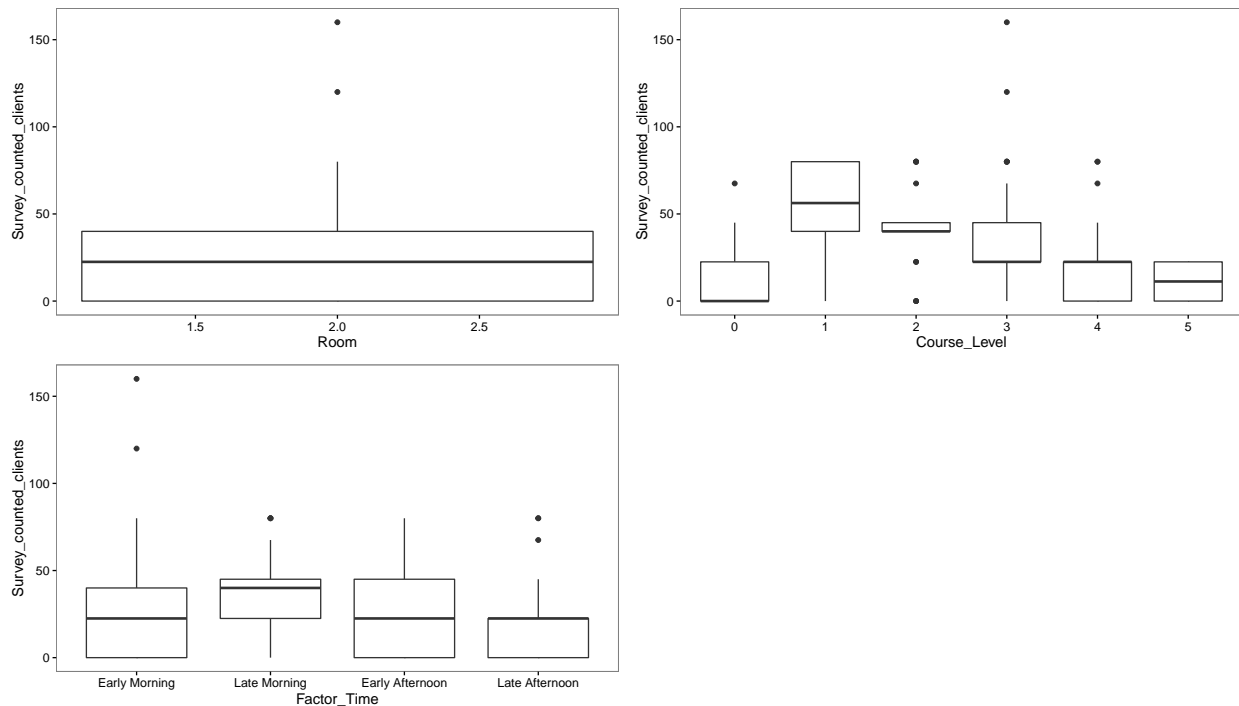 Survey_counted_clients
150
100
50
0
1.5 2.0 2.5
Room
Survey_counted_clients
150
100
50
0
0 1 2 3 4 5
Course_Level
Survey_counted_clients
150
100
50
0
Early Morning Late Morning Early Afternoon Late Afternoon
Factor_Time